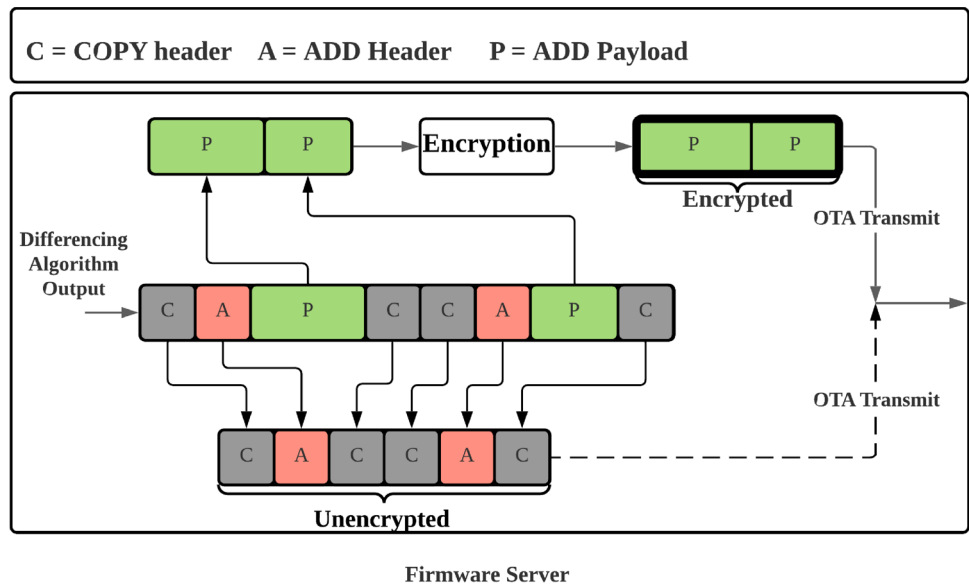 C = COPY header A = ADD Header P = ADD Payload
P P
Encryption
P P
Encrypted
OTA Transmit
Differencing
Algorithm
Output
C A P C C A P C
OTA Transmit
C A C C A C
Unencrypted
Firmware Server